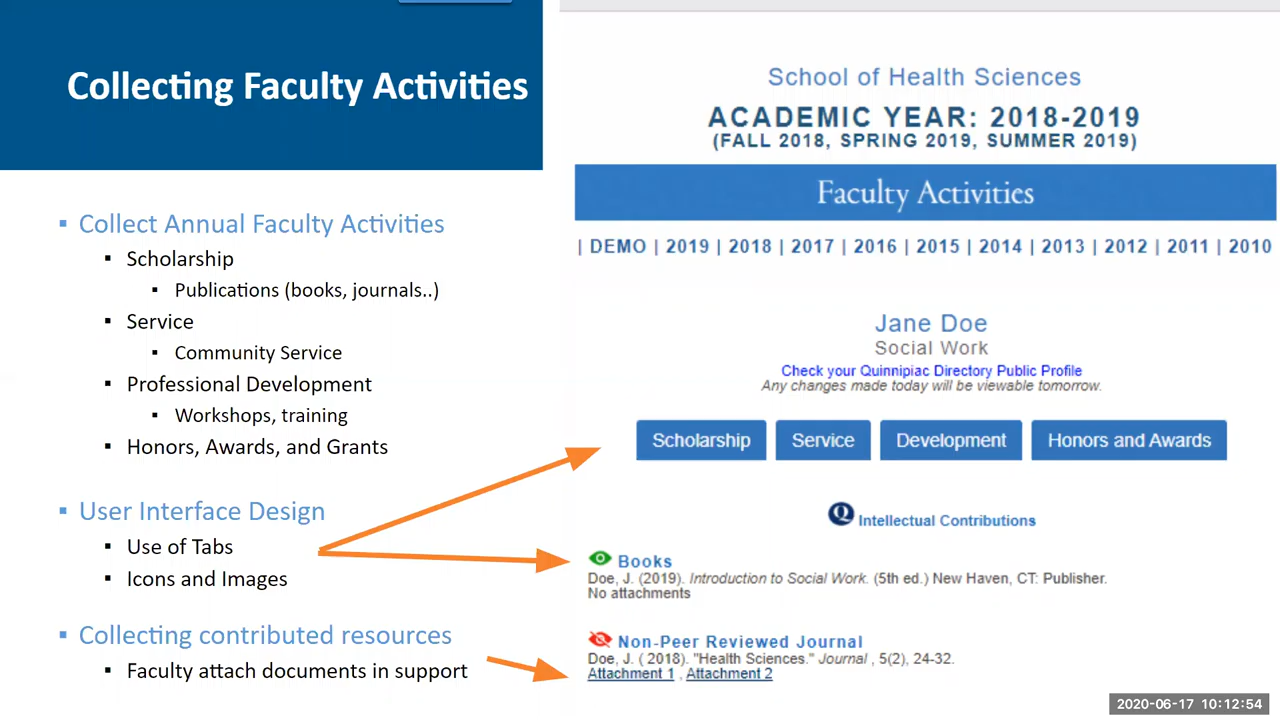 Collecting Faculty Activities
▪ Collect Annual Faculty Activities
▪ Scholarship
▪ Publications (books, journals..)
▪ Service
▪ Community Service
▪ Professional Development
▪ Workshops, training
▪ Honors, Awards, and Grants
▪ User Interface Design
▪ Use of Tabs
▪ Icons and Images
▪ Collecting contributed resources
▪ Faculty attach documents in support
School of Health Sciences
ACADEMIC YEAR: 2018-2019
(FALL 2018, SPRING 2019, SUMMER 2019)
Faculty Activities
| DEMO | 2019 | 2018 | 2017 | 2016 | 2015 | 2014 | 2013 | 2012 | 2011 | 2010
Jane Doe
Social Work
Check your Quinnipiac Directory Public Profile
Any changes made today will be viewable tomorrow.
Scholarship Service Development Honors and Awards
Q Intellectual Contributions
Books
Doe, J. (2019). Introduction to Social Work. (5th ed.) New Haven, CT: Publisher.
No attachments
Non-Peer Reviewed Journal
Doe, J. ( 2018). "Health Sciences." Journal , 5(2), 24-32.
Attachment 1 , Attachment 2
2020-06-17 10:12:54